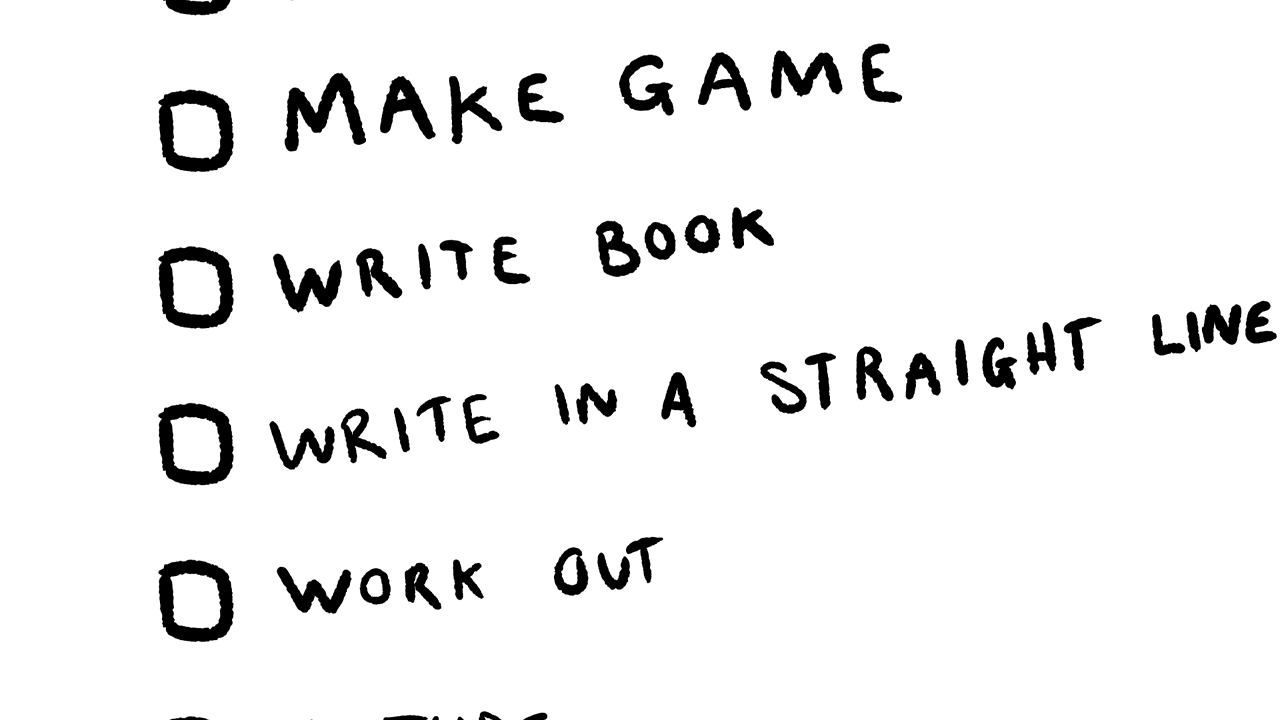 MAKE GAME
WRITE BOOK
WRITE IN A STRAIGHT LINE
WORK OUT